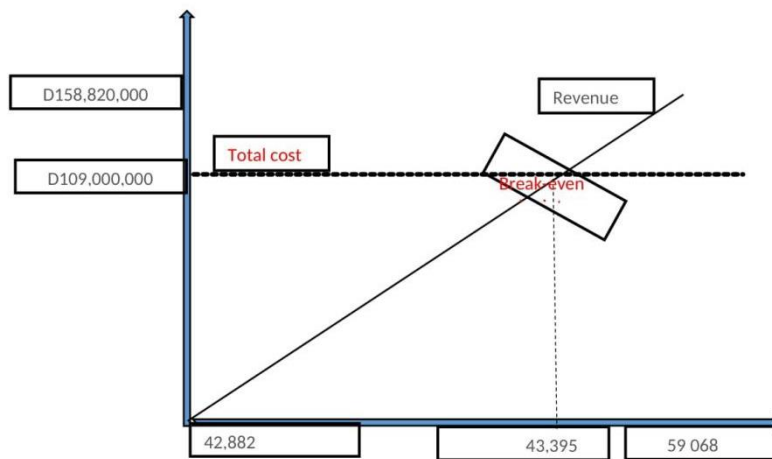 D158,820,000
Revenue
Total cost
D109,000,000
Break-even
42,882
43,395
59 068